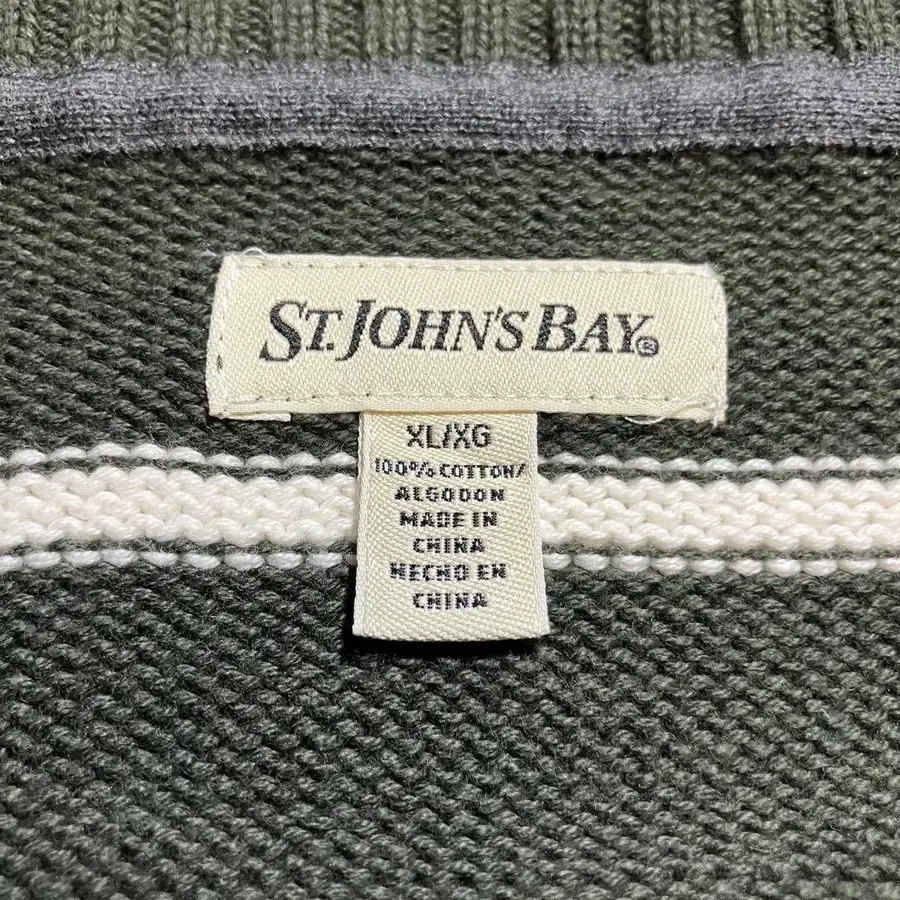 ST. JOHN'S BAY®
XL/XG
100% COTTON/
ALGODON
MADE IN
CHINA
HECHO EN
CHINA